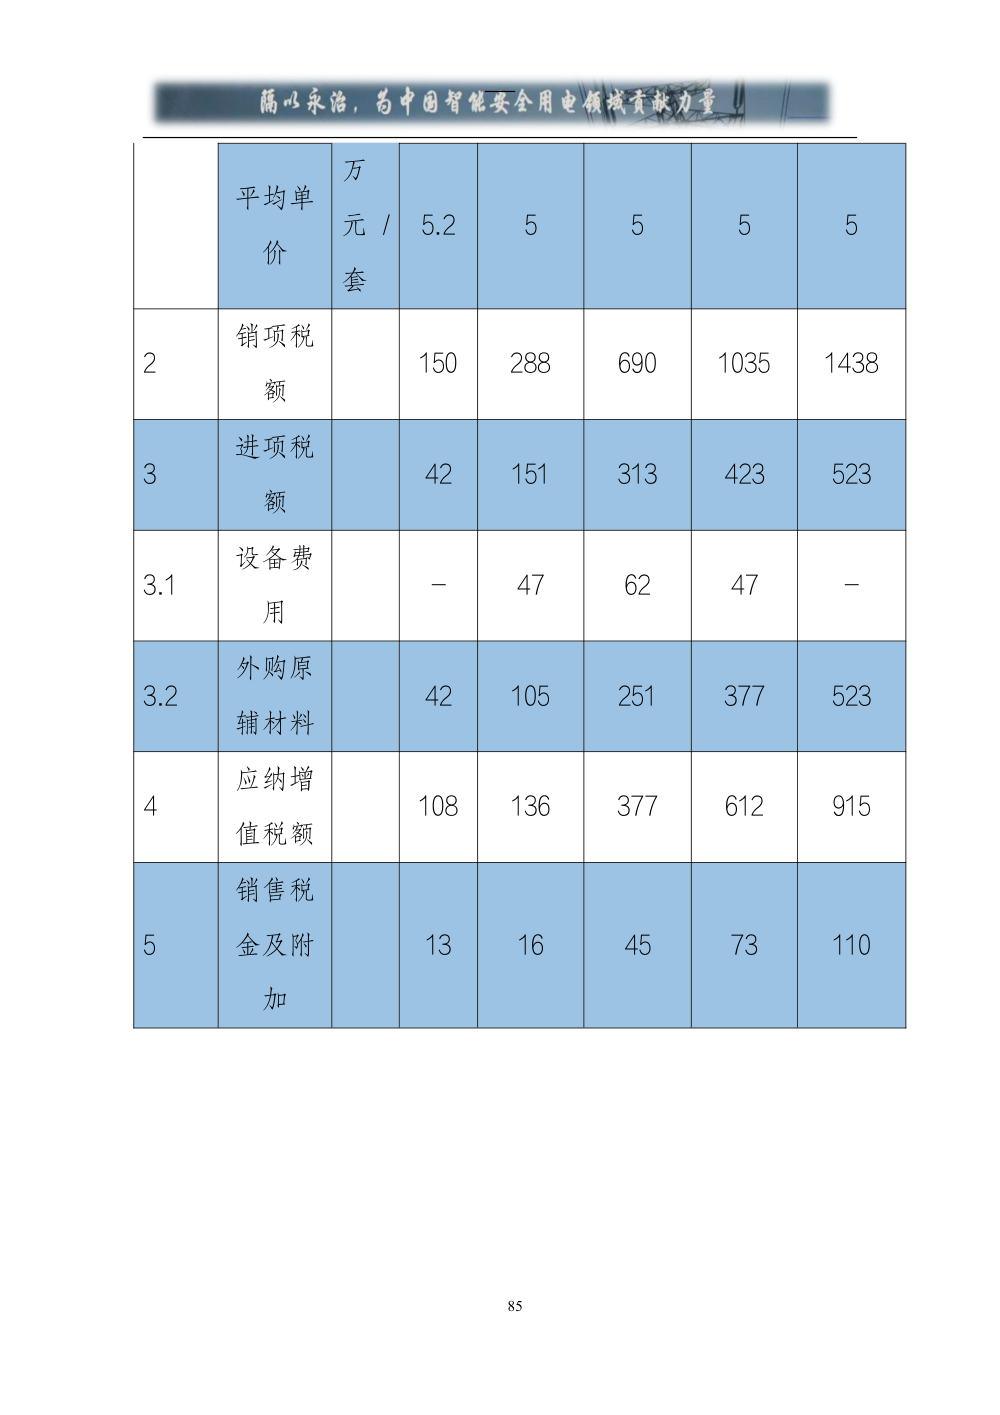 隔以永治，为中国智能安全用电领域贡献力量
平均单价 万元/套 5.2 5 5 5 5
2 销项税额 150 288 690 1035 1438
3 进项税额 42 151 313 423 523
3.1 设备费用 – 47 62 47 –
3.2 外购原辅材料 42 105 251 377 523
4 应纳增值税额 108 136 377 612 915
5 销售税金及附加 13 16 45 73 110
85